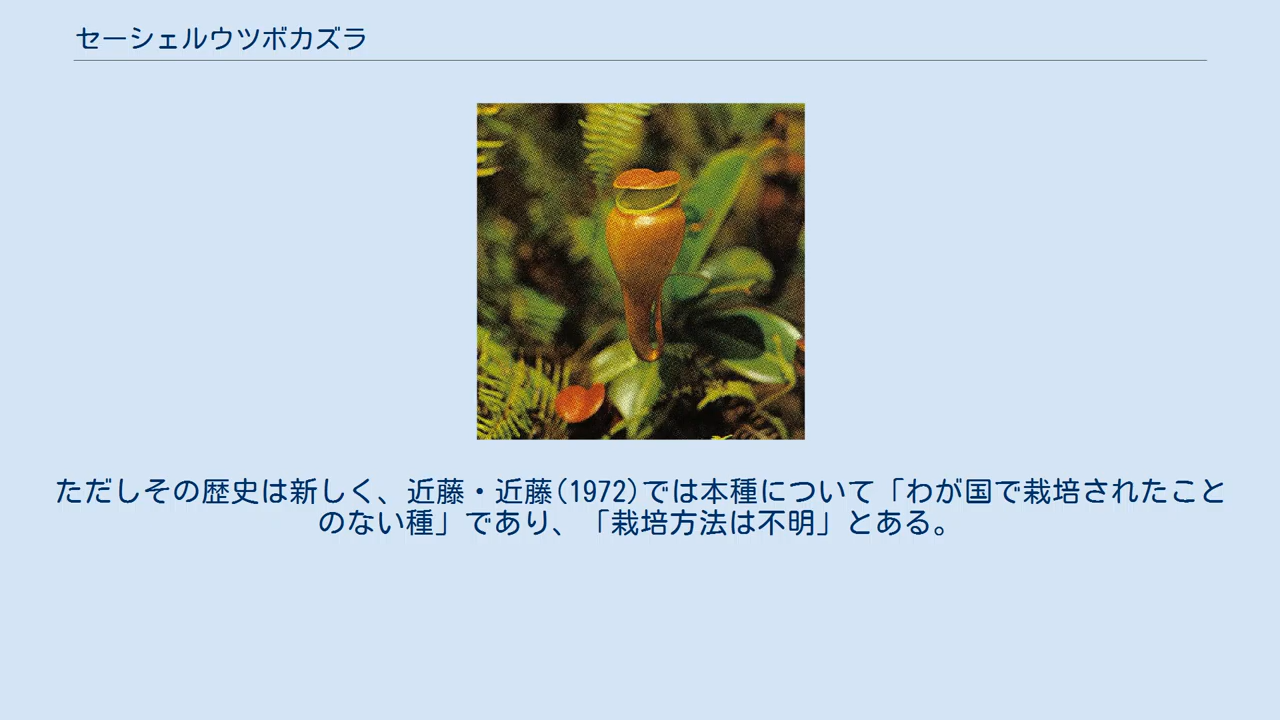 セーシェルウツボカズラ
ただしその歴史は新しく、近藤・近藤(1972)では本種について「わが国で栽培されたこと
のない種」であり、「栽培方法は不明」とある。